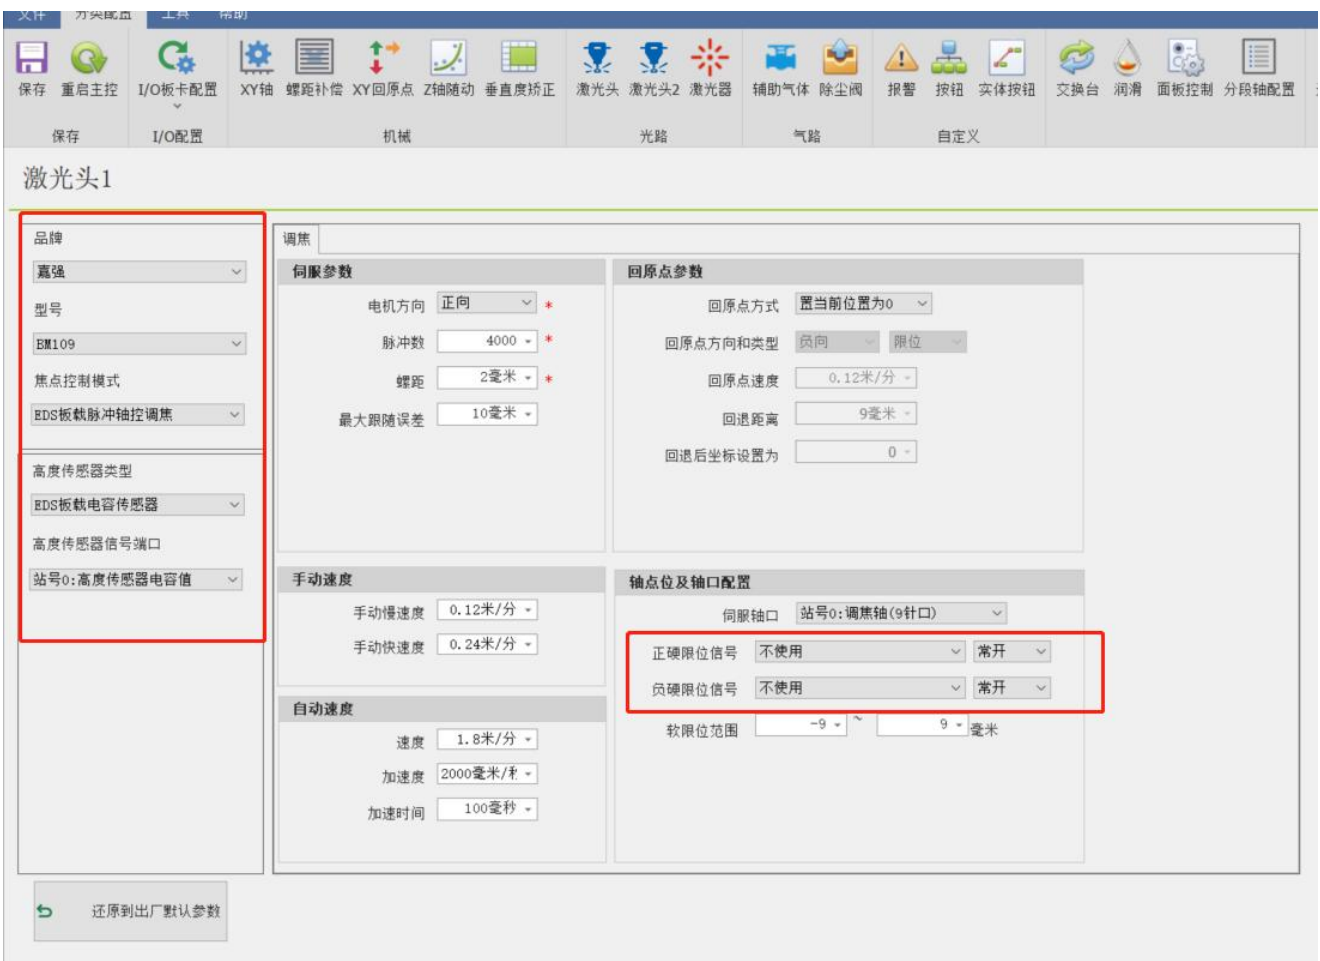 文件 分类配置 工具 帮助
保存 重启主控 I/O板卡配置 XY轴 螺距补偿 XY回原点 Z轴随动 垂直度矫正 激光头 激光头2 激光器 辅助气体 除尘阀 报警 按钮 实体按钮 交换台 润滑 面板控制 分段轴配置
保存 I/O配置 机械 光路 气路 自定义
激光头1
品牌
嘉强
型号
BM109
焦点控制模式
EDS板载脉冲轴控调焦
高度传感器类型
EDS板载电容传感器
高度传感器信号端口
站号0:高度传感器电容值
调焦
伺服参数
电机方向 正向 *
脉冲数 4000 *
螺距 2毫米 *
最大跟随误差 10毫米
回原点参数
回原点方式 置当前位置为0
回原点方向和类型 负向 限位
回原点速度 0.12米/分
回退距离 9毫米
回退后坐标设置为 0
手动速度
手动慢速度 0.12米/分
手动快速度 0.24米/分
自动速度
速度 1.8米/分
加速度 2000毫米/
加速时间 100毫秒
轴点位及轴口配置
伺服轴口 站号0:调焦轴(9针口)
正硬限位信号 不使用 常开
负硬限位信号 不使用 常开
软限位范围 -9 ~ 9 毫米
还原到出厂默认参数